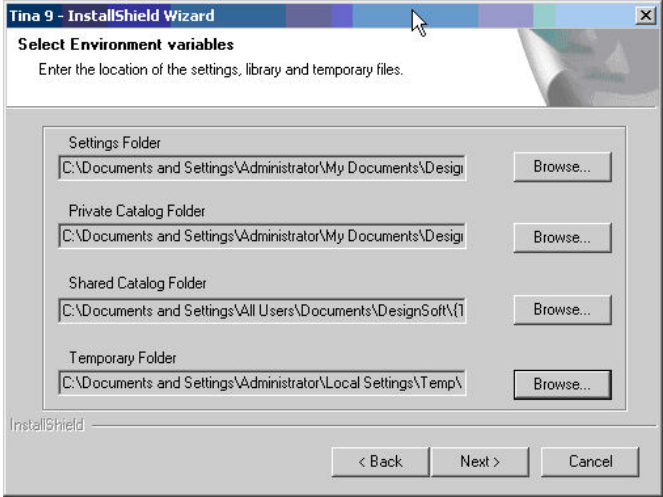 Tina 9 - InstallShield Wizard
Select Environment variables
Enter the location of the settings, library and temporary files.
Settings Folder
C:\Documents and Settings\Administrator\My Documents\Desig
Browse...
Private Catalog Folder
C:\Documents and Settings\Administrator\My Documents\Desig
Browse...
Shared Catalog Folder
C:\Documents and Settings\All Users\Documents\DesignSoft\{T
Browse...
Temporary Folder
C:\Documents and Settings\Administrator\Local Settings\Temp\
Browse...
InstallShield
< Back
Next >
Cancel